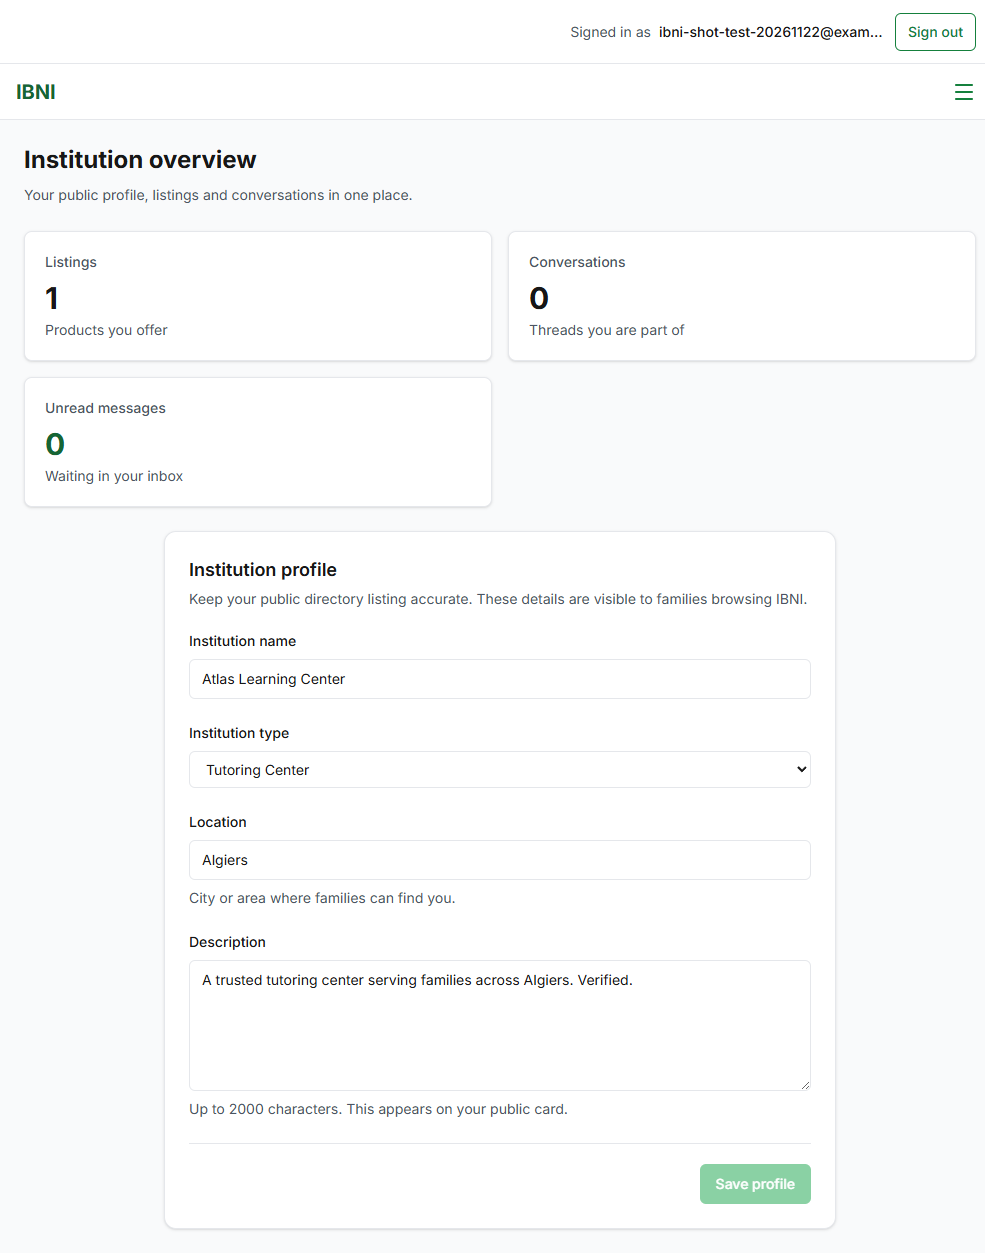 Signed in as ibni-shot-test-20261122@exam...
Sign out
IBNI
Institution overview
Your public profile, listings and conversations in one place.
Listings
1
Products you offer
Conversations
0
Threads you are part of
Unread messages
0
Waiting in your inbox
Institution profile
Keep your public directory listing accurate. These details are visible to families browsing IBNI.
Institution name
Atlas Learning Center
Institution type
Tutoring Center
Location
Algiers
City or area where families can find you.
Description
A trusted tutoring center serving families across Algiers. Verified.
Up to 2000 characters. This appears on your public card.
Save profile